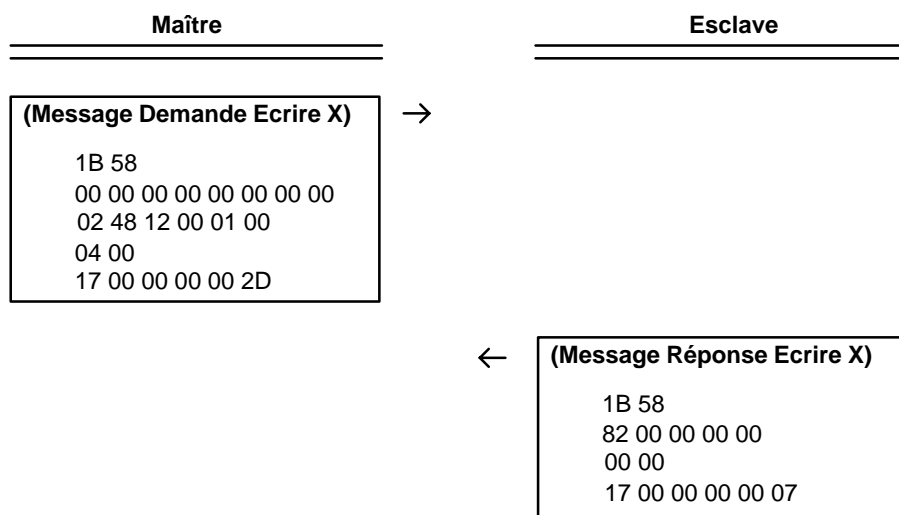 Maître
Esclave
(Message Demande Ecrire X) →
1B 58
00 00 00 00 00 00 00 00
02 48 12 00 01 00
04 00
17 00 00 00 00 2D
← (Message Réponse Ecrire X)
1B 58
82 00 00 00 00
00 00
17 00 00 00 00 07